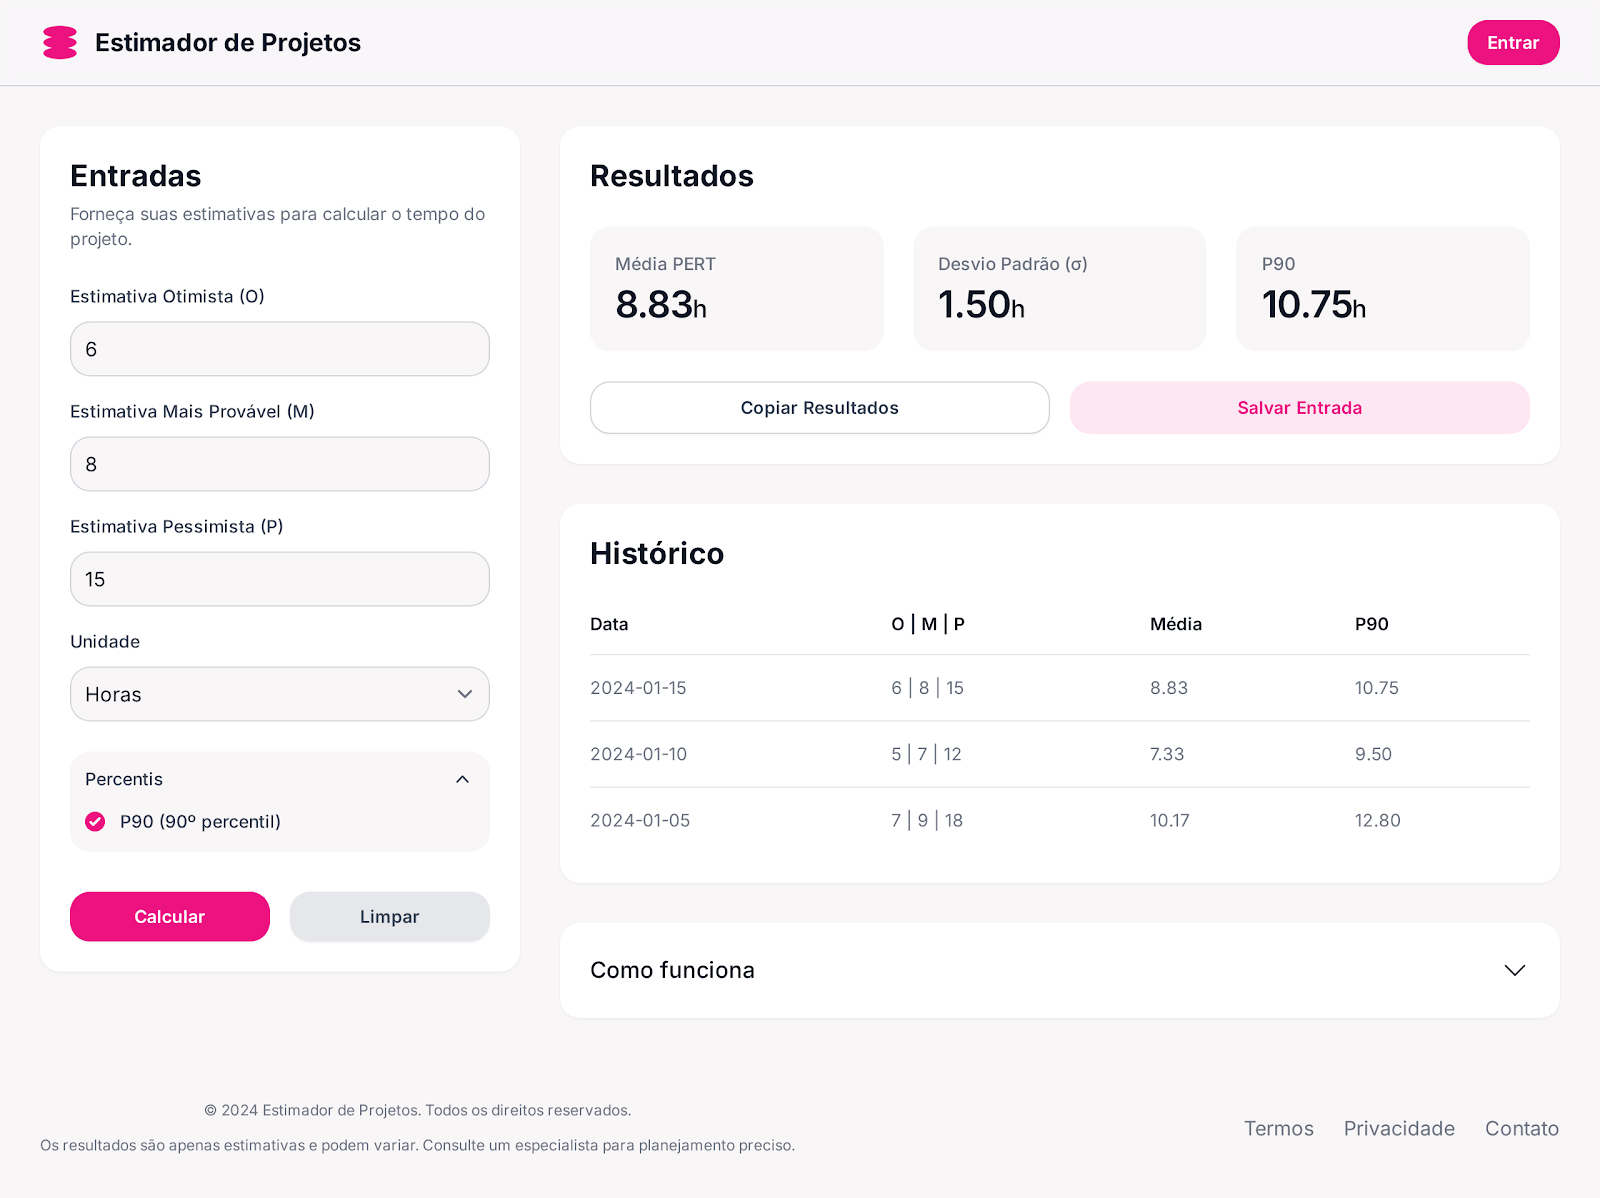 Estimador de Projetos
Entrar
Entradas
Forneça suas estimativas para calcular o tempo do
projeto.
Estimativa Otimista (O)
6
Estimativa Mais Provável (M)
8
Estimativa Pessimista (P)
15
Unidade
Horas
Percentis
P90 (90º percentil)
Calcular
Limpar
Resultados
Média PERT
8.83h
Desvio Padrão (σ)
1.50h
P90
10.75h
Copiar Resultados
Salvar Entrada
Histórico
Data O | M | P Média P90
2024-01-15 6 | 8 | 15 8.83 10.75
2024-01-10 5 | 7 | 12 7.33 9.50
2024-01-05 7 | 9 | 18 10.17 12.80
Como funciona
© 2024 Estimador de Projetos. Todos os direitos reservados.
Os resultados são apenas estimativas e podem variar. Consulte um especialista para planejamento preciso.
Termos Privacidade Contato